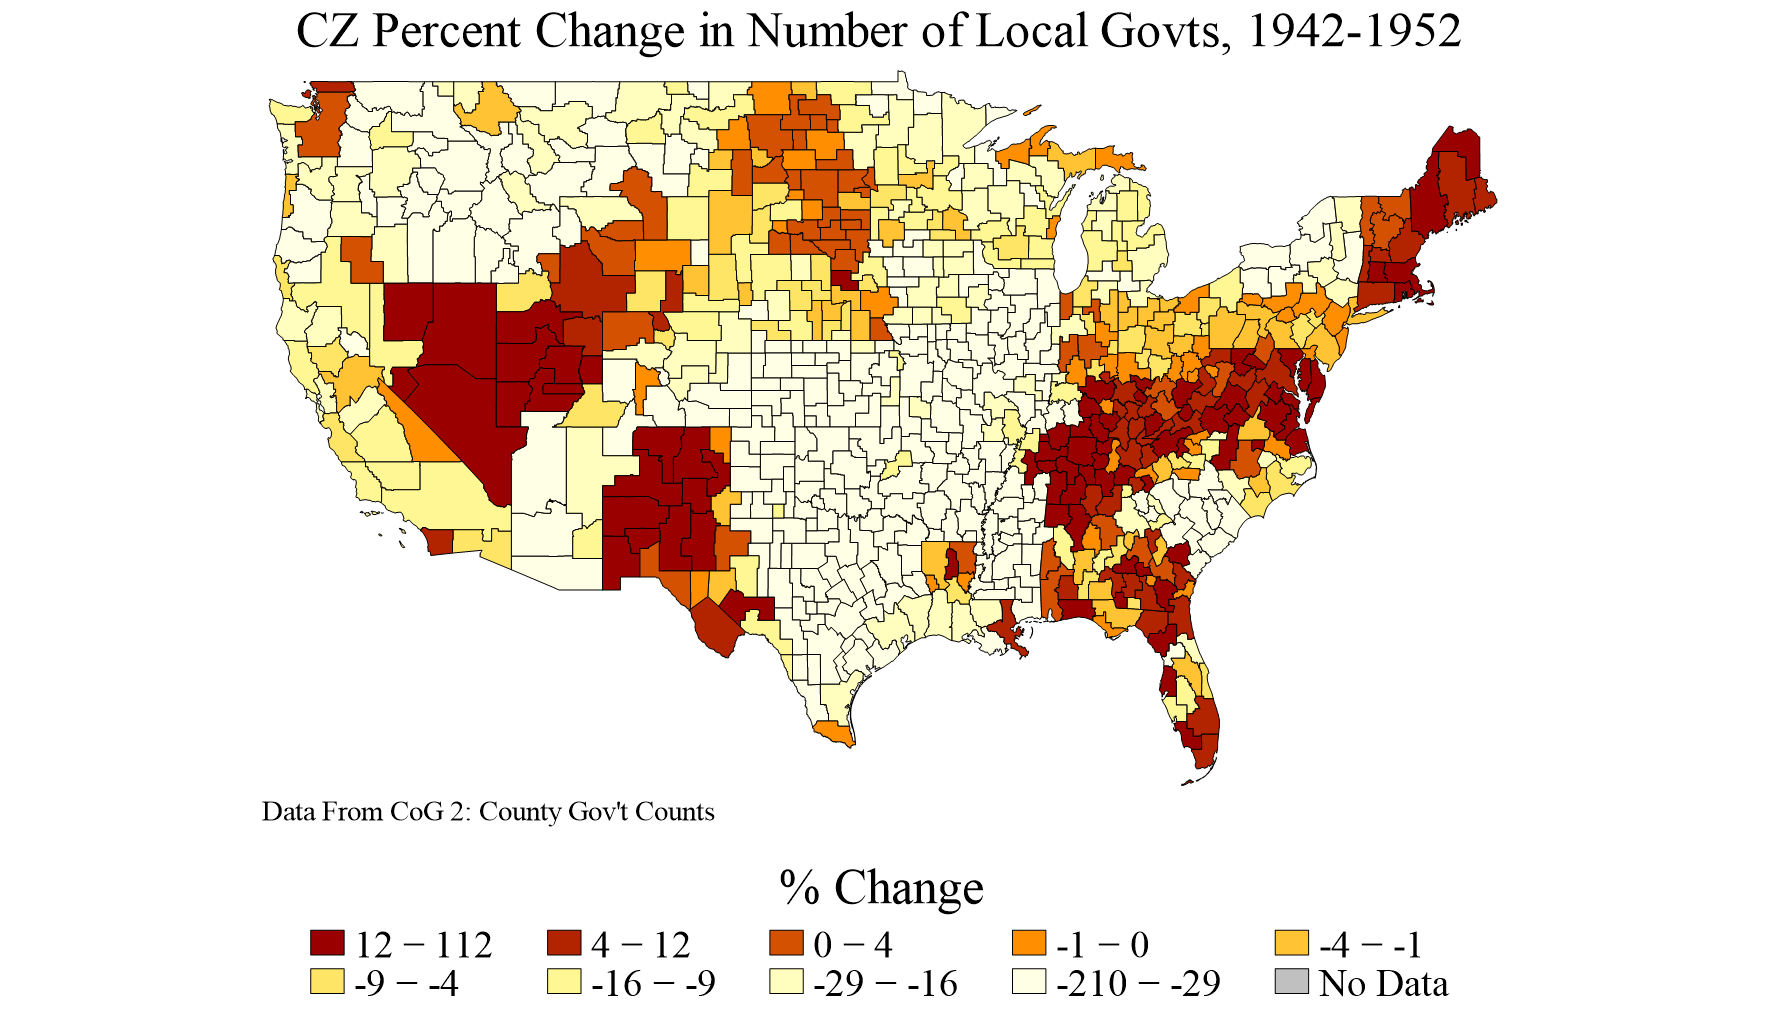 CZ Percent Change in Number of Local Govts, 1942-1952
Data From CoG 2: County Gov't Counts
% Change
12 − 112 4 − 12 0 − 4 -1 − 0 -4 − -1
-9 − -4 -16 − -9 -29 − -16 -210 − -29 No Data